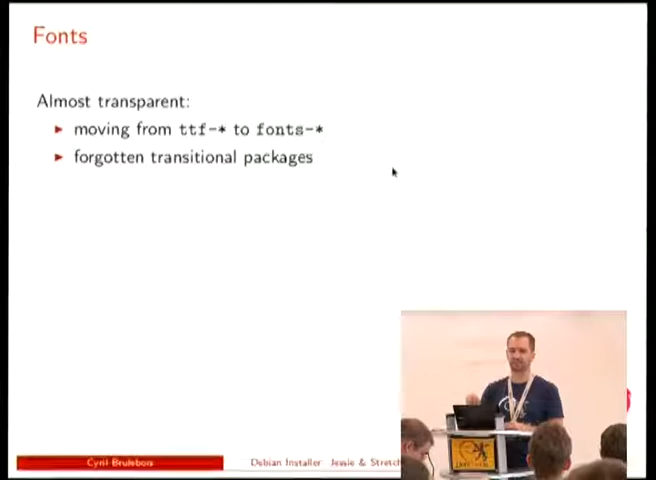 Fonts
Almost transparent:
▶ moving from ttf-* to fonts-*
▶ forgotten transitional packages
Cyril Brulebois
Debian Installer Jessie & Stretch